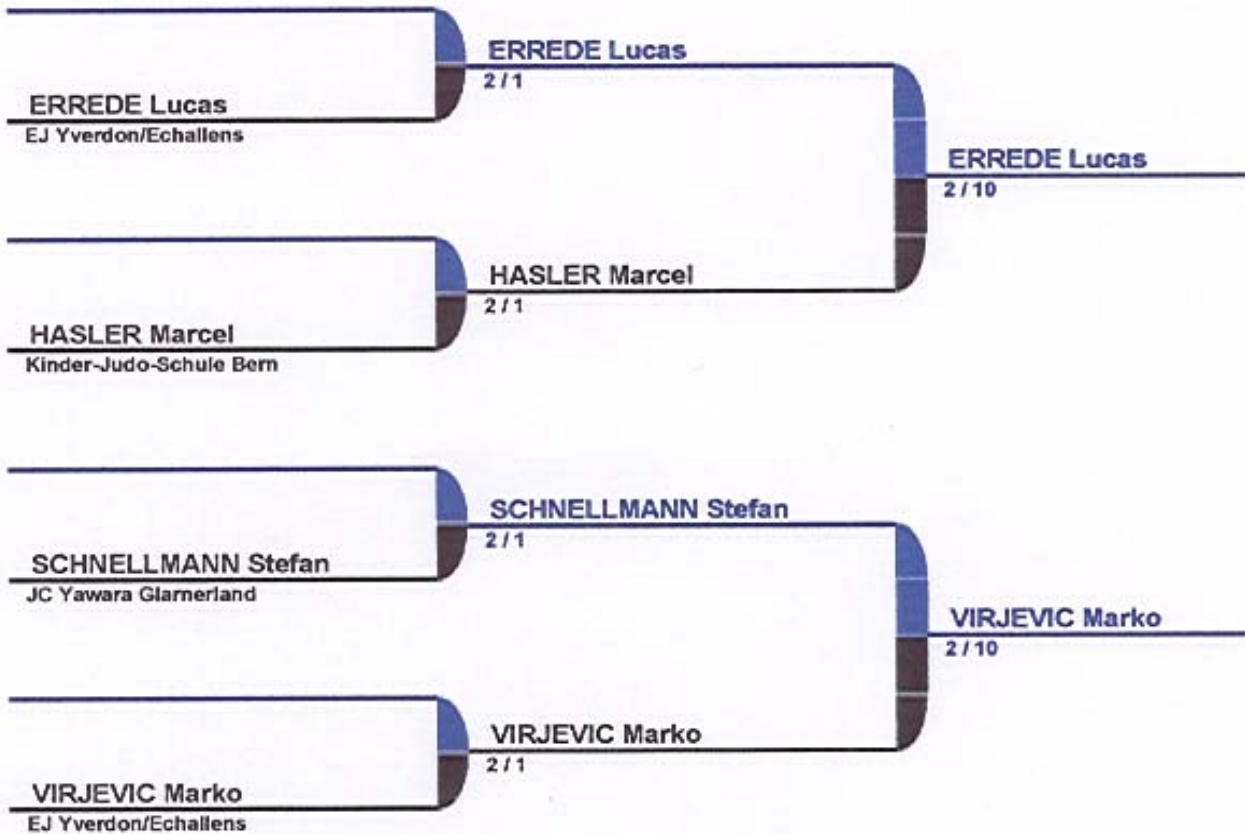 ERREDE Lucas
2 / 1
ERREDE Lucas
EJ Yverdon/Echallens
ERREDE Lucas
2 / 10
HASLER Marcel
2 / 1
HASLER Marcel
Kinder-Judo-Schule Bern
SCHNELLMANN Stefan
2 / 1
SCHNELLMANN Stefan
JC Yawara Glarnerland
VIRJEVIC Marko
2 / 10
VIRJEVIC Marko
2 / 1
VIRJEVIC Marko
EJ Yverdon/Echallens